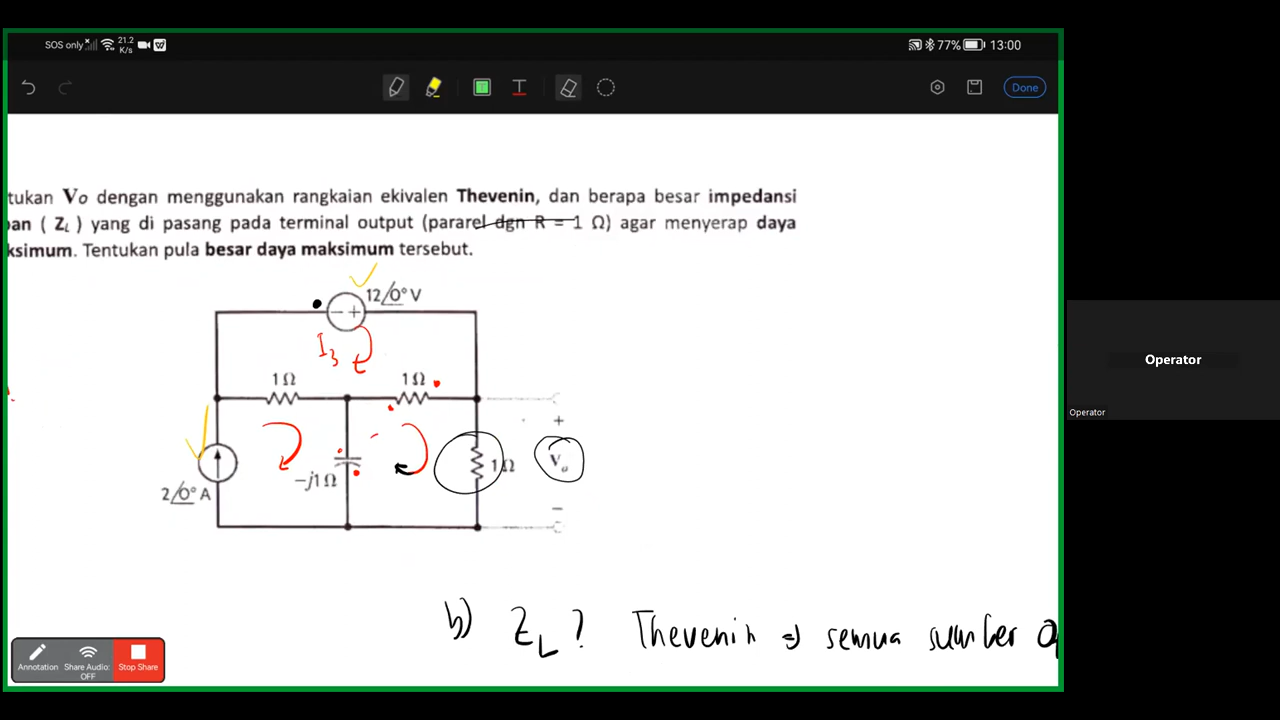 SOS only 21.2 K/s 77% 13:00
T T Done
tukan Vo dengan menggunakan rangkaian ekivalen Thevenin, dan berapa besar impedansi
an ( ZL ) yang di pasang pada terminal output (pararel dgn R = 1 Ω) agar menyerap daya
ksimum. Tentukan pula besar daya maksimum tersebut.
12/0° V
− +
I3
1 Ω 1 Ω
+
Vo
1 Ω
−j1 Ω
2/0° A
−
b) ZL ? Thevenin ⇒ semua sumber
Annotation Share Audio: OFF Stop Share
Operator
Operator